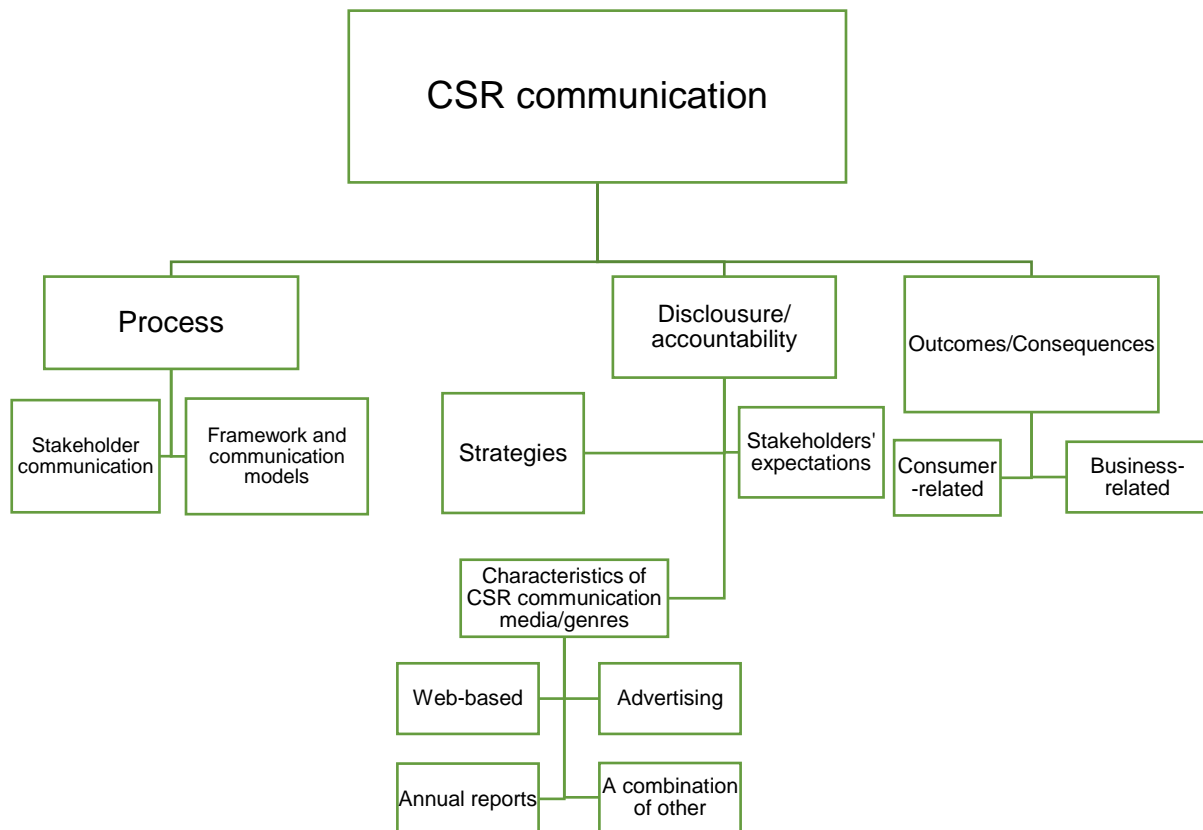 CSR communication
Process
Disclousure/
accountability
Outcomes/Consequences
Stakeholder
communication
Framework and
communication
models
Strategies
Stakeholders'
expectations
Consumer
-related
Business-
related
Characteristics of
CSR communication
media/genres
Web-based
Advertising
Annual reports
A combination
of other